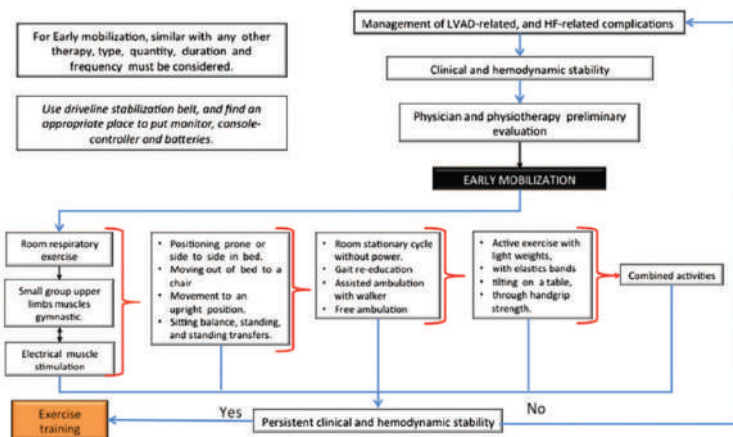 For Early mobilization, similar with any other
therapy, type, quantity, duration and
frequency must be considered.
Use driveline stabilization belt, and find an
appropriate place to put monitor, console-
controller and batteries.
Management of LVAD-related, and HF-related complications
Clinical and hemodynamic stability
Physician and physiotherapy preliminary
evaluation
EARLY MOBILIZATION
Room respiratory
exercise
Small group upper
limbs muscles
gymnastic.
Electrical muscle
stimulation
• Positioning prone or
side to side in bed.
• Moving out of bed to a
chair
• Movement to an
upright position.
• Sitting balance, standing,
and standing transfers.
• Room stationary cycle
without power.
• Gait re-education
• Assisted ambulation
with walker
• Free ambulation
• Active exercise with
light weights,
• with elastics bands
• tilting on a table,
• through handgrip
strength.
Combined activities
Exercise
training
Yes
Persistent clinical and hemodynamic stability
No